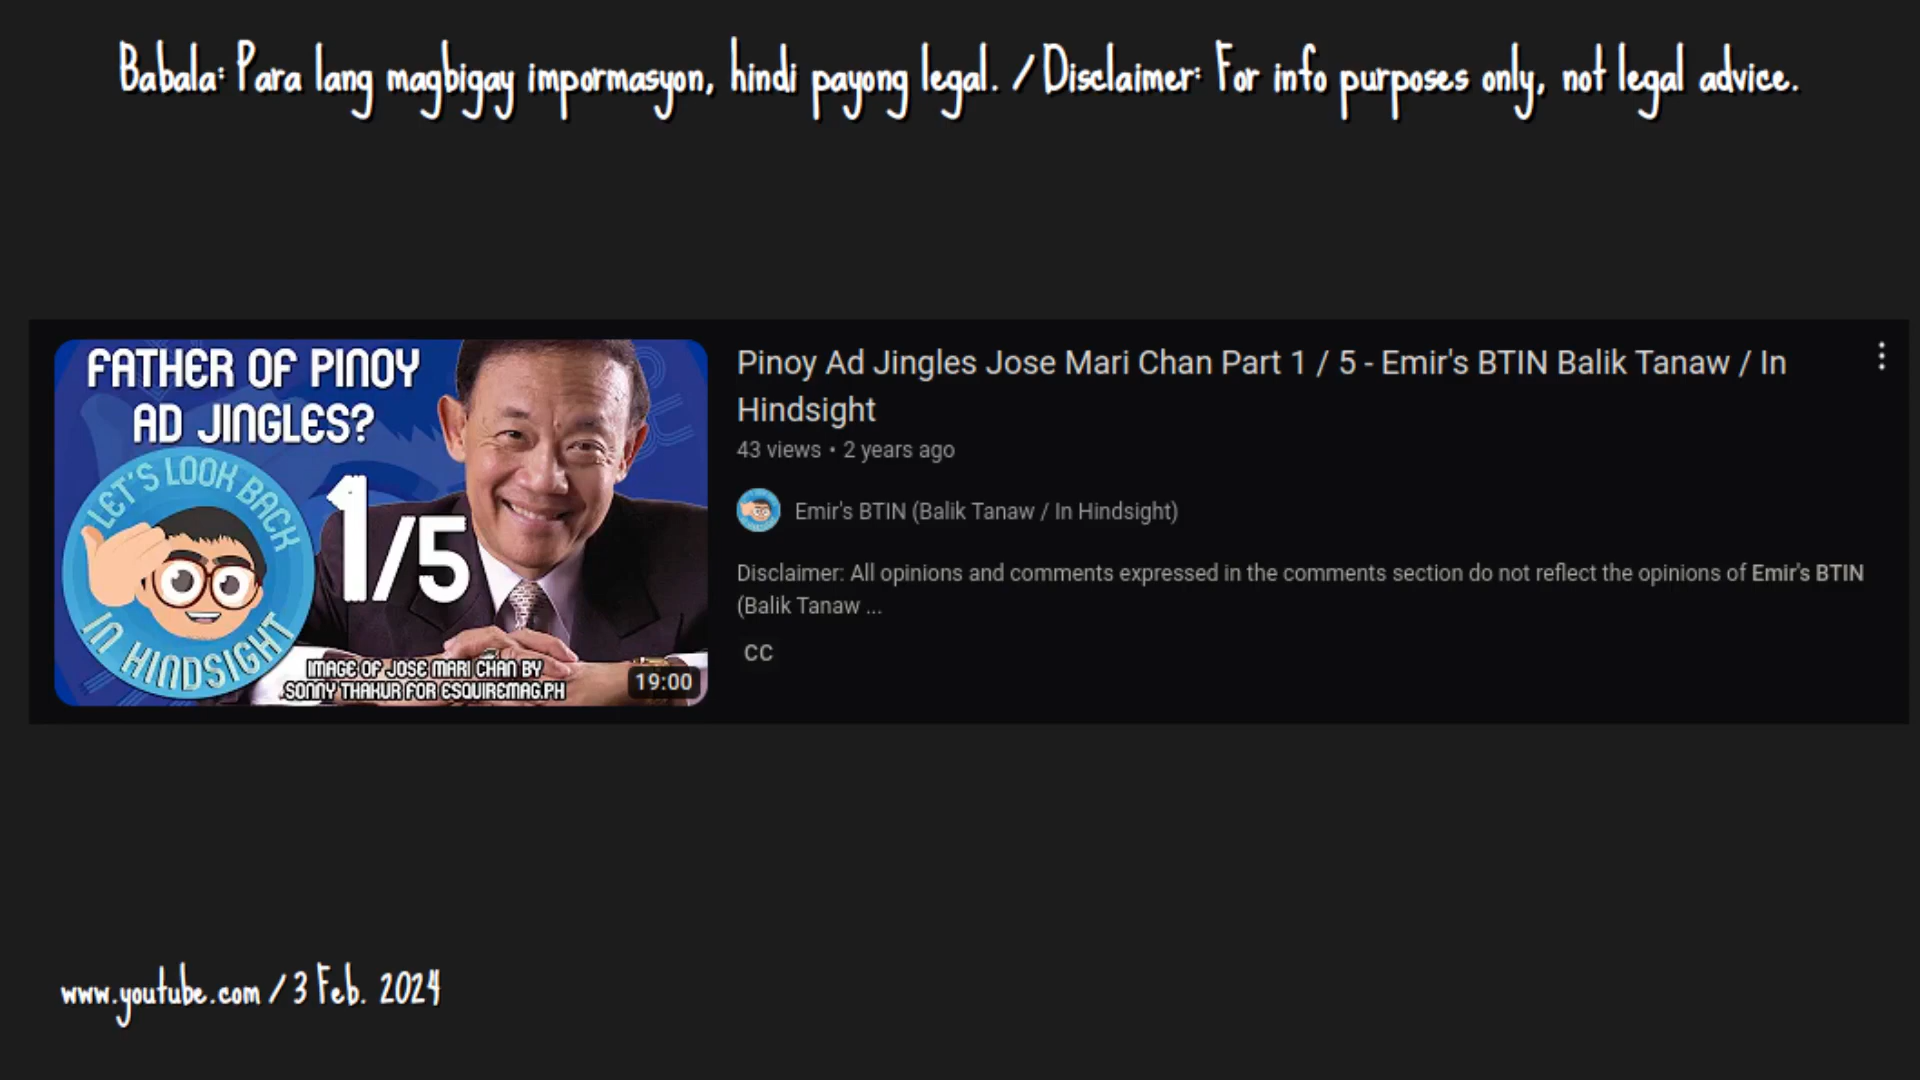 Babala: Para lang magbigay impormasyon, hindi payong legal. / Disclaimer: For info purposes only, not legal advice.
FATHER OF PINOY
AD JINGLES?
LET'S LOOK BACK
IN HINDSIGHT
1/5
IMAGE OF JOSE MARI CHAN BY
SONNY THAKUR FOR ESQUIREMAG.PH
19:00
Pinoy Ad Jingles Jose Mari Chan Part 1 / 5 - Emir's BTIN Balik Tanaw / In
Hindsight
43 views • 2 years ago
Emir's BTIN (Balik Tanaw / In Hindsight)
Disclaimer: All opinions and comments expressed in the comments section do not reflect the opinions of Emir's BTIN
(Balik Tanaw ...
CC
www.youtube.com / 3 Feb. 2024